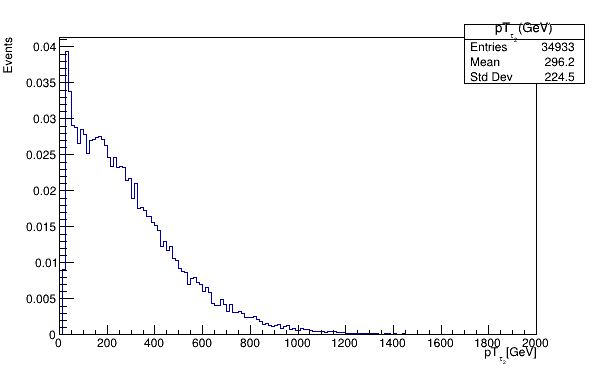 pT_τ₂ (GeV)
Entries 34933
Mean 296.2
Std Dev 224.5
Events
0.04
0.035
0.03
0.025
0.02
0.015
0.01
0.005
0
0 200 400 600 800 1000 1200 1400 1600 1800 2000
pT_τ₂ [GeV]